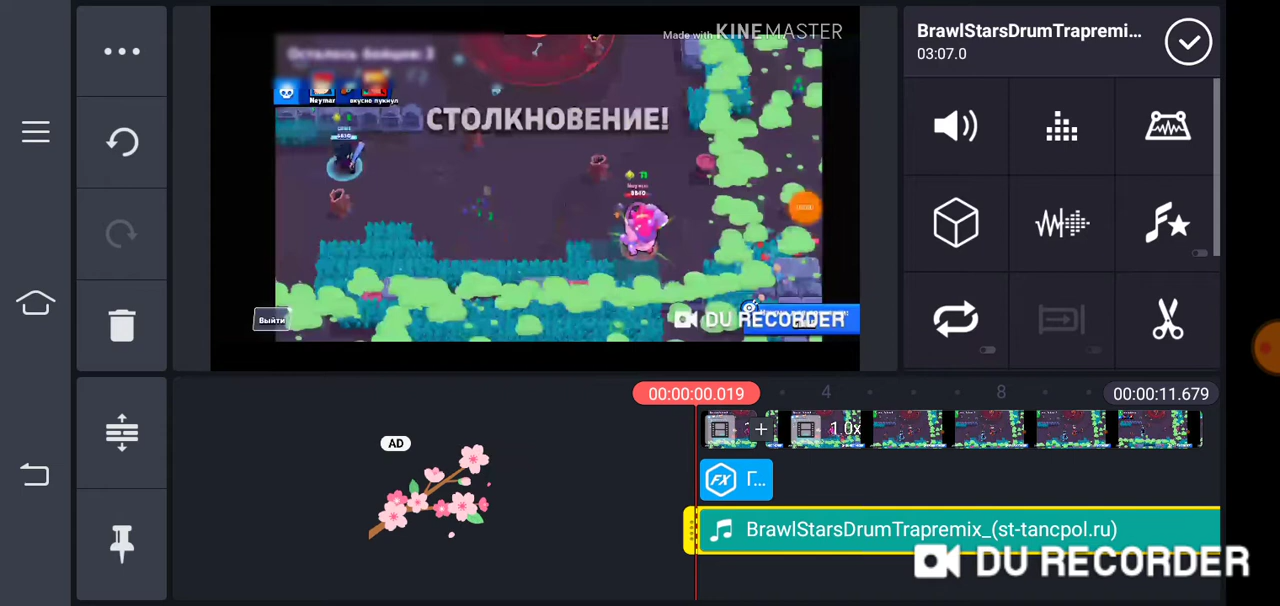 Made with KINEMASTER
Осталось бойцов: 3
Neymar
вкусно пукнул
СТОЛКНОВЕНИЕ!
Выйти
DU RECORDER
BrawlStarsDrumTrapremi...
03:07.0
00:00:00.019
4
8
00:00:11.679
AD
1.0x
Г...
BrawlStarsDrumTrapremix_(st-tancpol.ru)
DU RECORDER